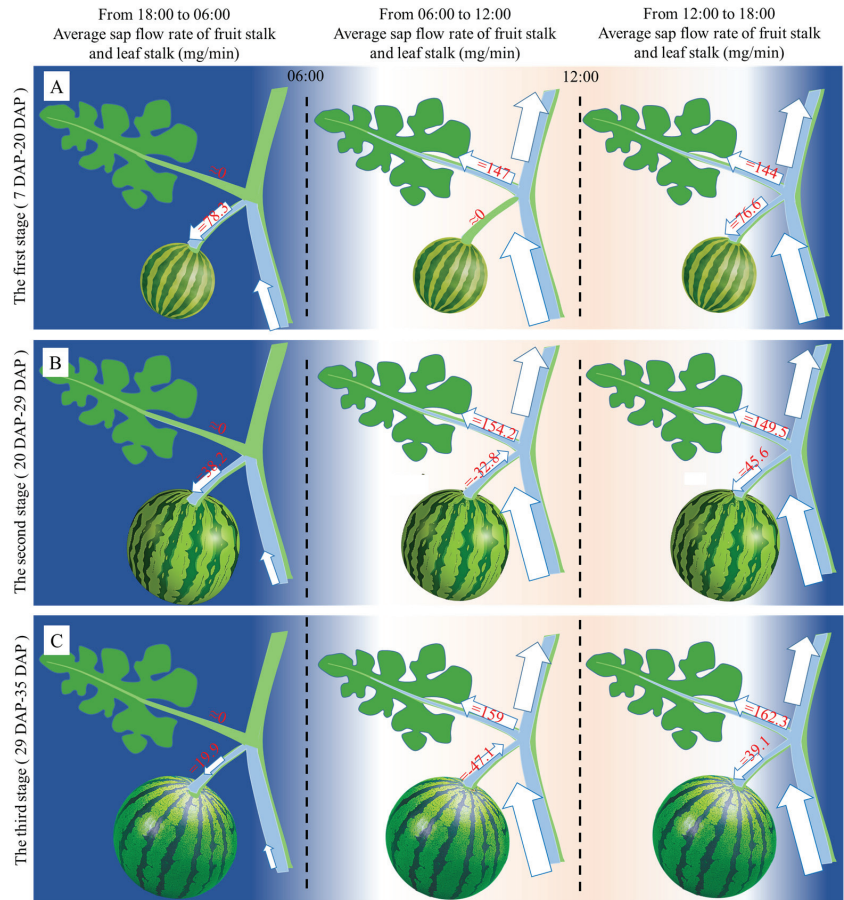 From 18:00 to 06:00
Average sap flow rate of fruit stalk
and leaf stalk (mg/min)
From 06:00 to 12:00
Average sap flow rate of fruit stalk
and leaf stalk (mg/min)
From 12:00 to 18:00
Average sap flow rate of fruit stalk
and leaf stalk (mg/min)
06:00
12:00
The first stage ( 7 DAP-20 DAP)
A
≈0
=78.3
=147
≈0
=144
=76.6
The second stage ( 20 DAP-29 DAP)
B
≈0
=38.2
=154.2
=-32.8
-
=149.5
=45.6
The third stage ( 29 DAP-35 DAP)
C
≈0
=19.9
=159
=-47.1
=162.3
=39.1